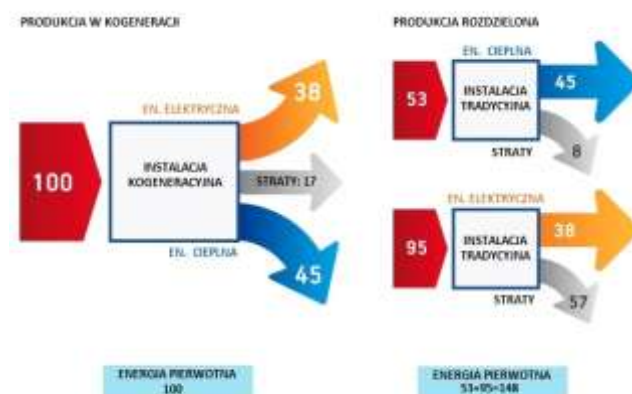 PRODUKCJA W KOGENERACJI
EN. ELEKTRYCZNA
38
100
INSTALACJA
KOGENERACYJNA
STRATY: 17
EN. CIEPLNA
45
ENERGIA PIERWOTNA
100
PRODUKCJA ROZDZIELONA
EN. CIEPLNA
53
INSTALACJA
TRADYCYJNA
45
STRATY
8
EN. ELEKTRYCZNA
95
INSTALACJA
TRADYCYJNA
38
STRATY
57
ENERGIA PIERWOTNA
53+95=148